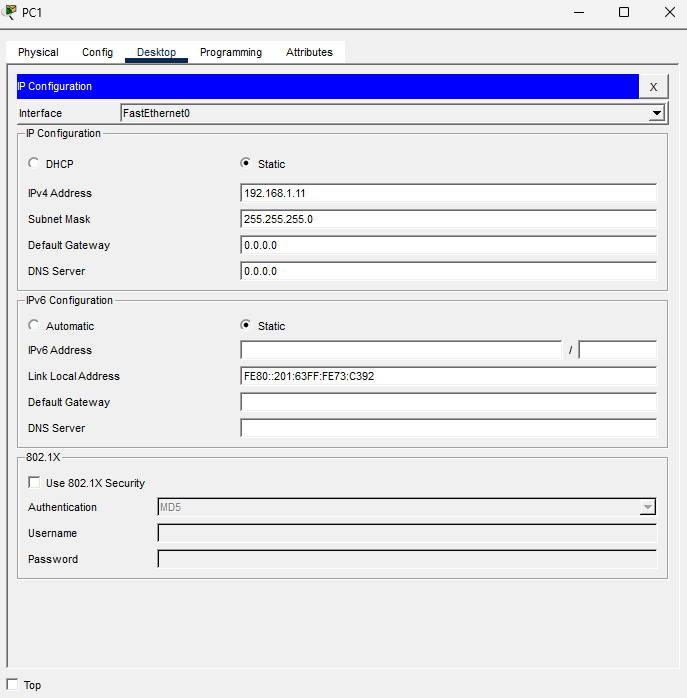 PC1
Physical Config Desktop Programming Attributes
IP Configuration X
Interface FastEthernet0
IP Configuration
DHCP Static
IPv4 Address 192.168.1.11
Subnet Mask 255.255.255.0
Default Gateway 0.0.0.0
DNS Server 0.0.0.0
IPv6 Configuration
Automatic Static
IPv6 Address /
Link Local Address FE80::201:63FF:FE73:C392
Default Gateway
DNS Server
802.1X
Use 802.1X Security
Authentication MD5
Username
Password
Top